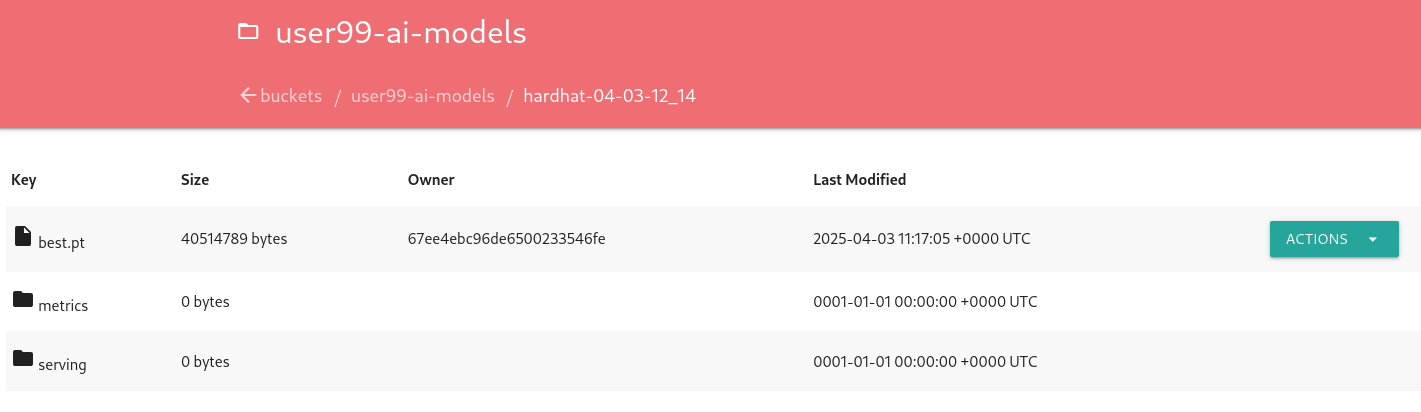 user99-ai-models
buckets / user99-ai-models / hardhat-04-03-12_14
Key Size Owner Last Modified
best.pt 40514789 bytes 67ee4ebc96de6500233546fe 2025-04-03 11:17:05 +0000 UTC ACTIONS
metrics 0 bytes 0001-01-01 00:00:00 +0000 UTC
serving 0 bytes 0001-01-01 00:00:00 +0000 UTC